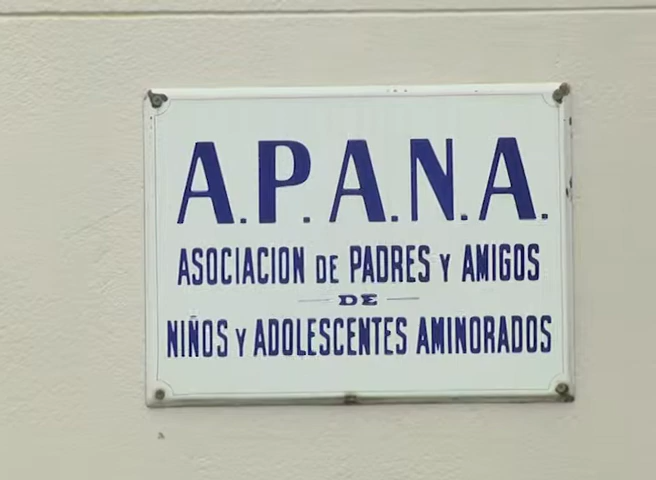 A.P.A.N.A.
ASOCIACION DE PADRES Y AMIGOS
DE
NIÑOS Y ADOLESCENTES AMINORADOS